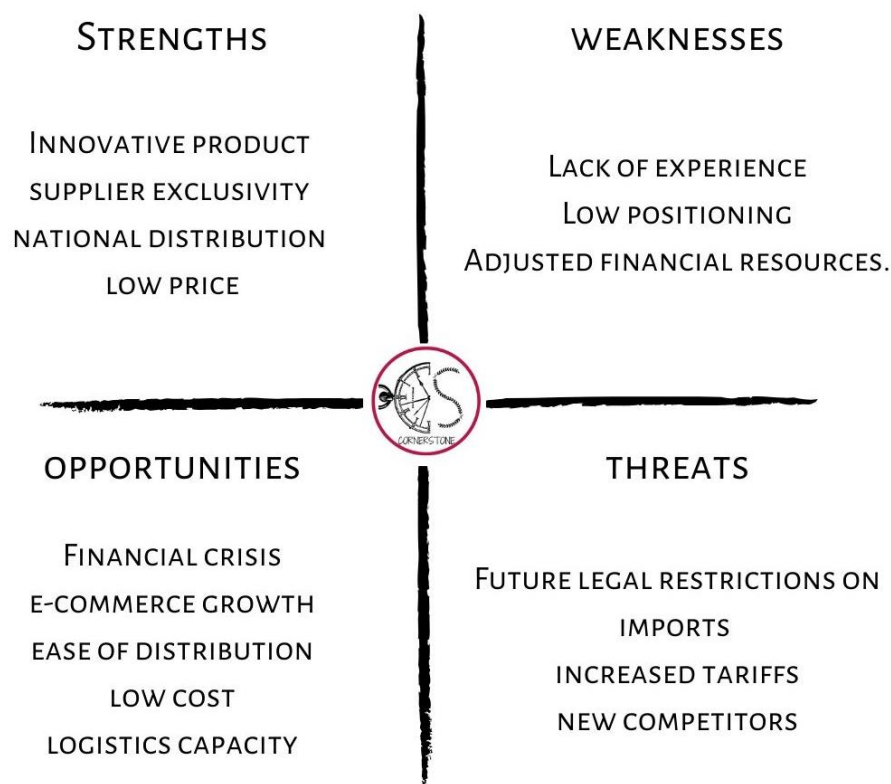 Strengths
Innovative product
supplier exclusivity
national distribution
low price
weaknesses
Lack of experience
Low positioning
Adjusted financial resources.
CORNERSTONE
opportunities
Financial crisis
e-commerce growth
ease of distribution
low cost
logistics capacity
threats
Future legal restrictions on
imports
increased tariffs
new competitors